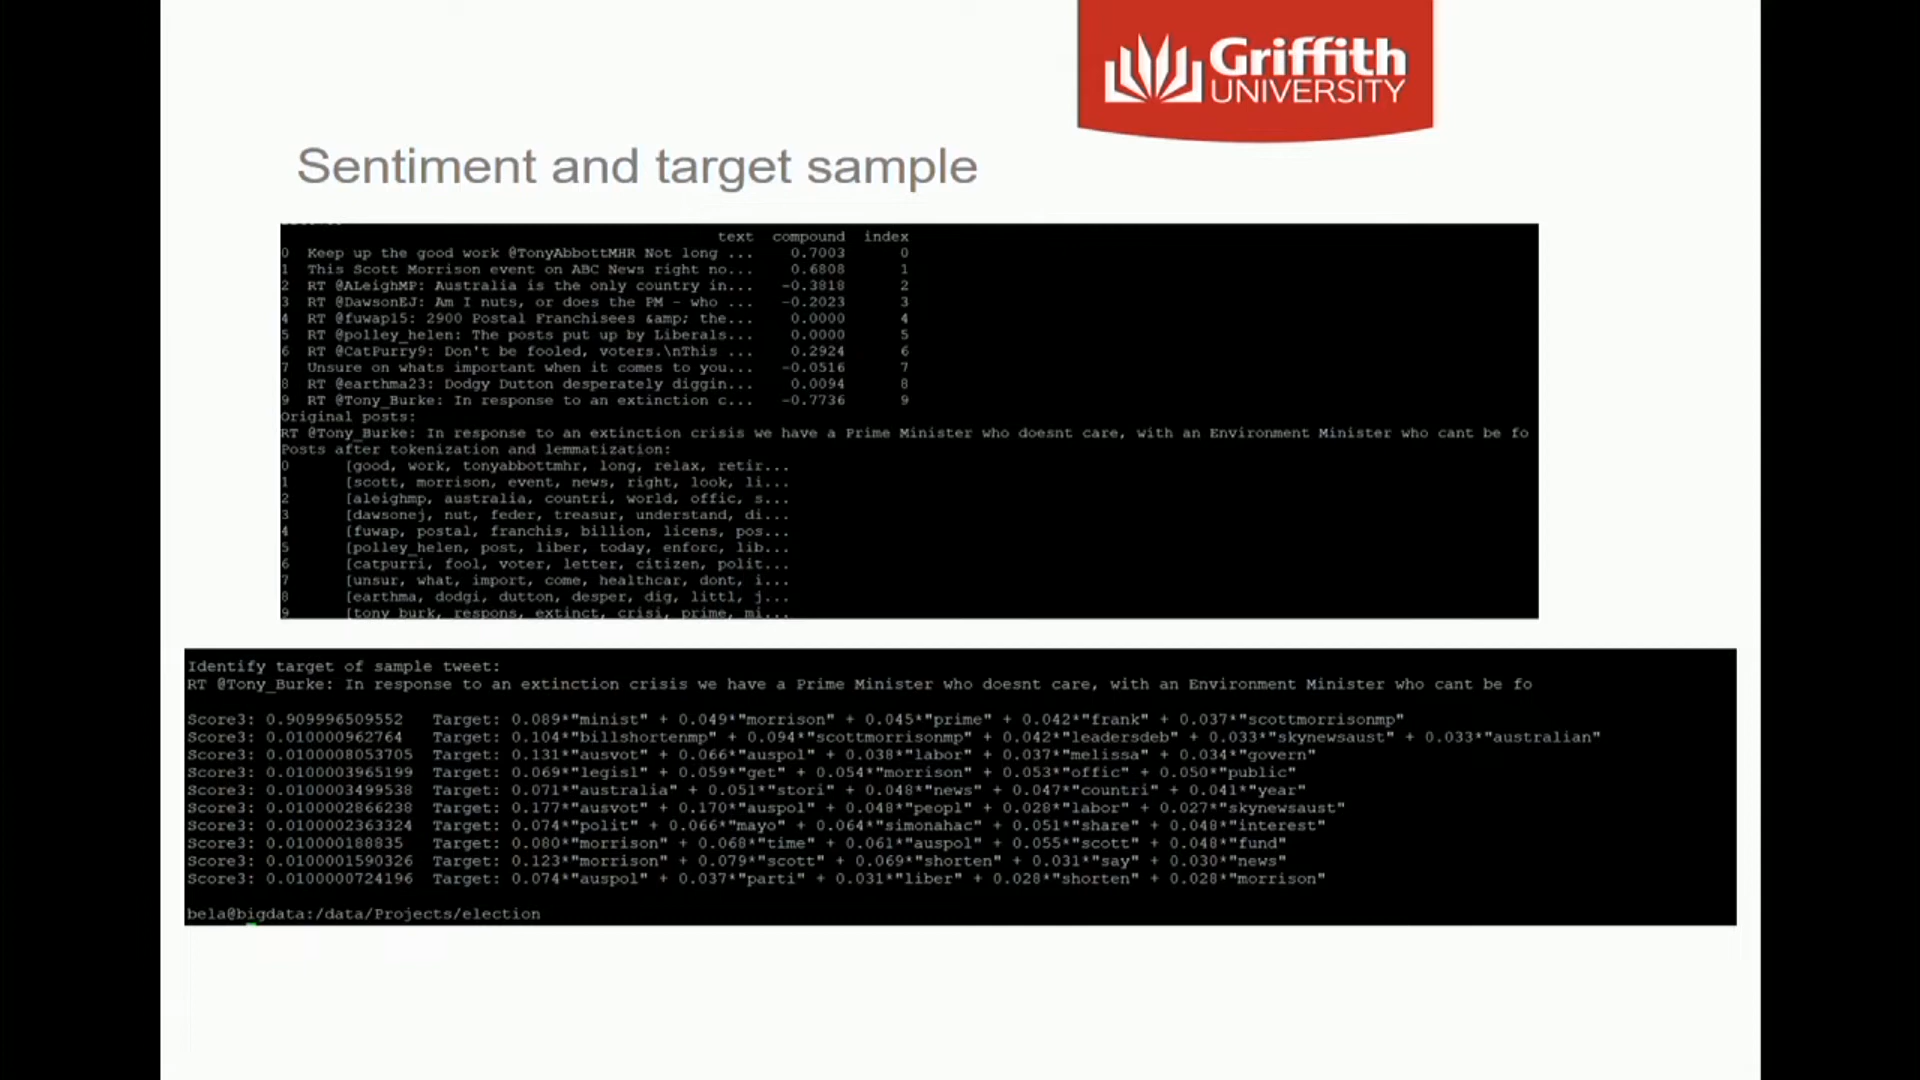 Griffith
UNIVERSITY
Sentiment and target sample
text compound index
0 Keep up the good work @TonyAbbottMHR Not long ... 0.7003 0
1 This Scott Morrison event on ABC News right no... 0.6808 1
2 RT @ALeighMP: Australia is the only country in... -0.3818 2
3 RT @DawsonEJ: Am I nuts, or does the PM - who ... -0.2023 3
4 RT @fuwap15: 2900 Postal Franchisees &amp; the... 0.0000 4
5 RT @polley_helen: The posts put up by Liberals... 0.0000 5
6 RT @CatPurry9: Don't be fooled, voters.\nThis ... 0.2924 6
7 Unsure on whats important when it comes to you... -0.0516 7
8 RT @earthma23: Dodgy Dutton desperately diggin... 0.0094 8
9 RT @Tony_Burke: In response to an extinction c... -0.7736 9
Original posts:
RT @Tony_Burke: In response to an extinction crisis we have a Prime Minister who doesnt care, with an Environment Minister who cant be fo
Posts after tokenization and lemmatization:
0 [good, work, tonyabbottmhr, long, relax, retir...
1 [scott, morrison, event, news, right, look, li...
2 [aleighmp, australia, countri, world, offic, s...
3 [dawsonej, nut, feder, treasur, understand, di...
4 [fuwap, postal, franchis, billion, licens, pos...
5 [polley_helen, post, liber, today, enforc, lib...
6 [catpurri, fool, voter, letter, citizen, polit...
7 [unsur, what, import, come, healthcar, dont, i...
8 [earthma, dodgi, dutton, desper, dig, littl, j...
9 [tony_burk, respons, extinct, crisi, prime, mi...
Identify target of sample tweet:
RT @Tony_Burke: In response to an extinction crisis we have a Prime Minister who doesnt care, with an Environment Minister who cant be fo
Score3: 0.909996509552 Target: 0.089*"minist" + 0.049*"morrison" + 0.045*"prime" + 0.042*"frank" + 0.037*"scottmorrisonmp"
Score3: 0.010000962764 Target: 0.104*"billshortenmp" + 0.094*"scottmorrisonmp" + 0.042*"leadersdeb" + 0.033*"skynewsaust" + 0.033*"australian"
Score3: 0.0100008053705 Target: 0.131*"ausvot" + 0.066*"auspol" + 0.038*"labor" + 0.037*"melissa" + 0.034*"govern"
Score3: 0.0100003965199 Target: 0.069*"legisl" + 0.059*"get" + 0.054*"morrison" + 0.053*"offic" + 0.050*"public"
Score3: 0.0100003499538 Target: 0.071*"australia" + 0.051*"stori" + 0.048*"news" + 0.047*"countri" + 0.041*"year"
Score3: 0.0100002866238 Target: 0.177*"ausvot" + 0.170*"auspol" + 0.048*"peopl" + 0.028*"labor" + 0.027*"skynewsaust"
Score3: 0.0100002363324 Target: 0.074*"polit" + 0.066*"mayo" + 0.064*"simonahac" + 0.051*"share" + 0.048*"interest"
Score3: 0.010000188835 Target: 0.080*"morrison" + 0.068*"time" + 0.061*"auspol" + 0.055*"scott" + 0.048*"fund"
Score3: 0.0100001590326 Target: 0.123*"morrison" + 0.079*"scott" + 0.069*"shorten" + 0.031*"say" + 0.030*"news"
Score3: 0.0100000724196 Target: 0.074*"auspol" + 0.037*"parti" + 0.031*"liber" + 0.028*"shorten" + 0.028*"morrison"
bela@bigdata:/data/Projects/election